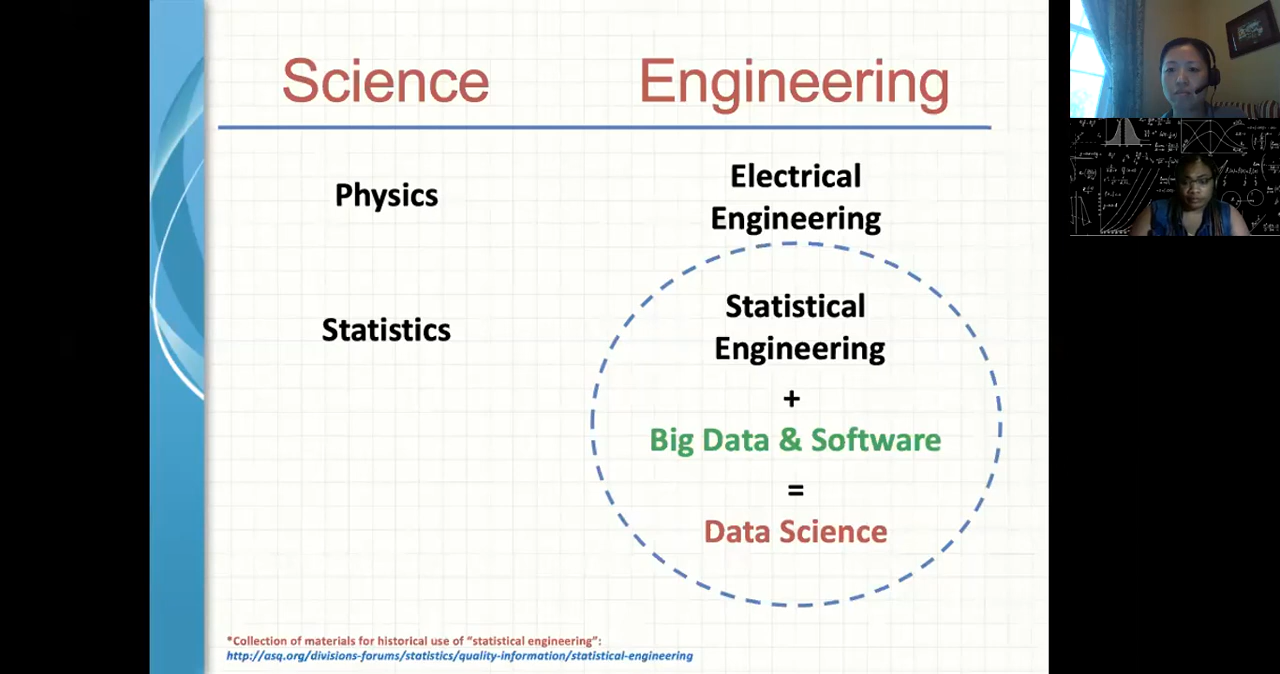 Science
Engineering
Physics
Electrical
Engineering
Statistics
Statistical
Engineering
+
Big Data & Software
=
Data Science
*Collection of materials for historical use of “statistical engineering”:
http://asq.org/divisions-forums/statistics/quality-information/statistical-engineering